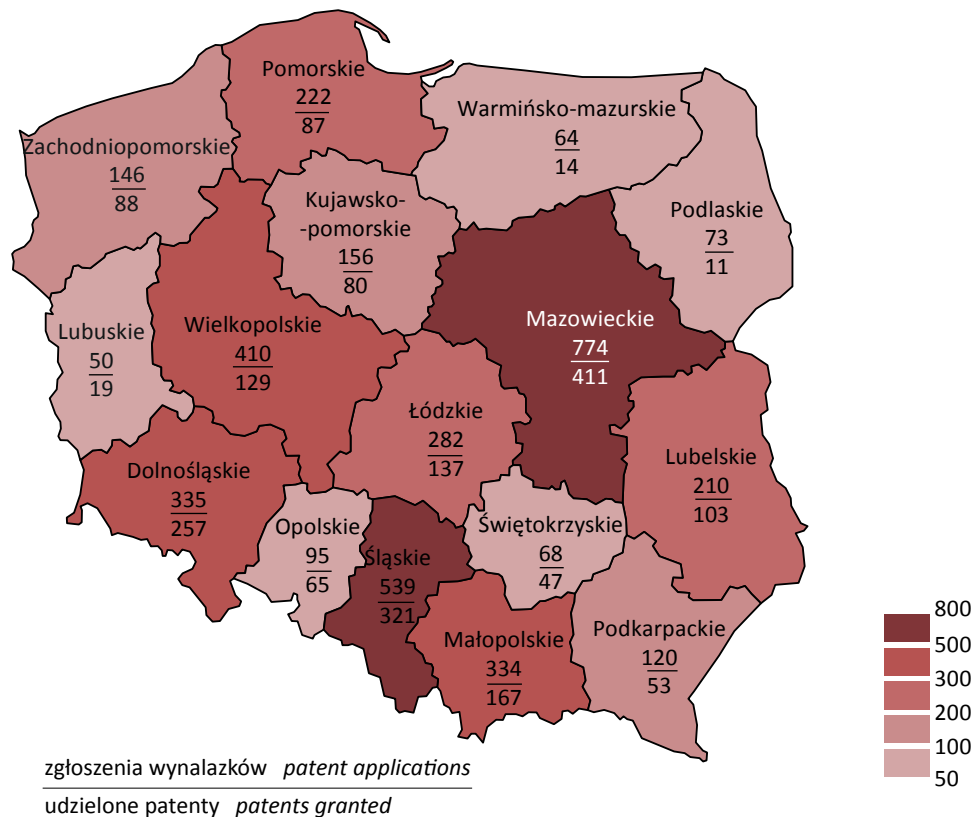 Pomorskie
222
87
Warmińsko-mazurskie
64
14
Zachodniopomorskie
146
88
Kujawsko-
-pomorskie
156
80
Podlaskie
73
11
Lubuskie
50
19
Wielkopolskie
410
129
Mazowieckie
774
411
Łódzkie
282
137
Lubelskie
210
103
Dolnośląskie
335
257
Opolskie
95
65
Śląskie
539
321
Świętokrzyskie
68
47
Małopolskie
334
167
Podkarpackie
120
53
800
500
300
200
100
50
zgłoszenia wynalazków patent applications
udzielone patenty patents granted